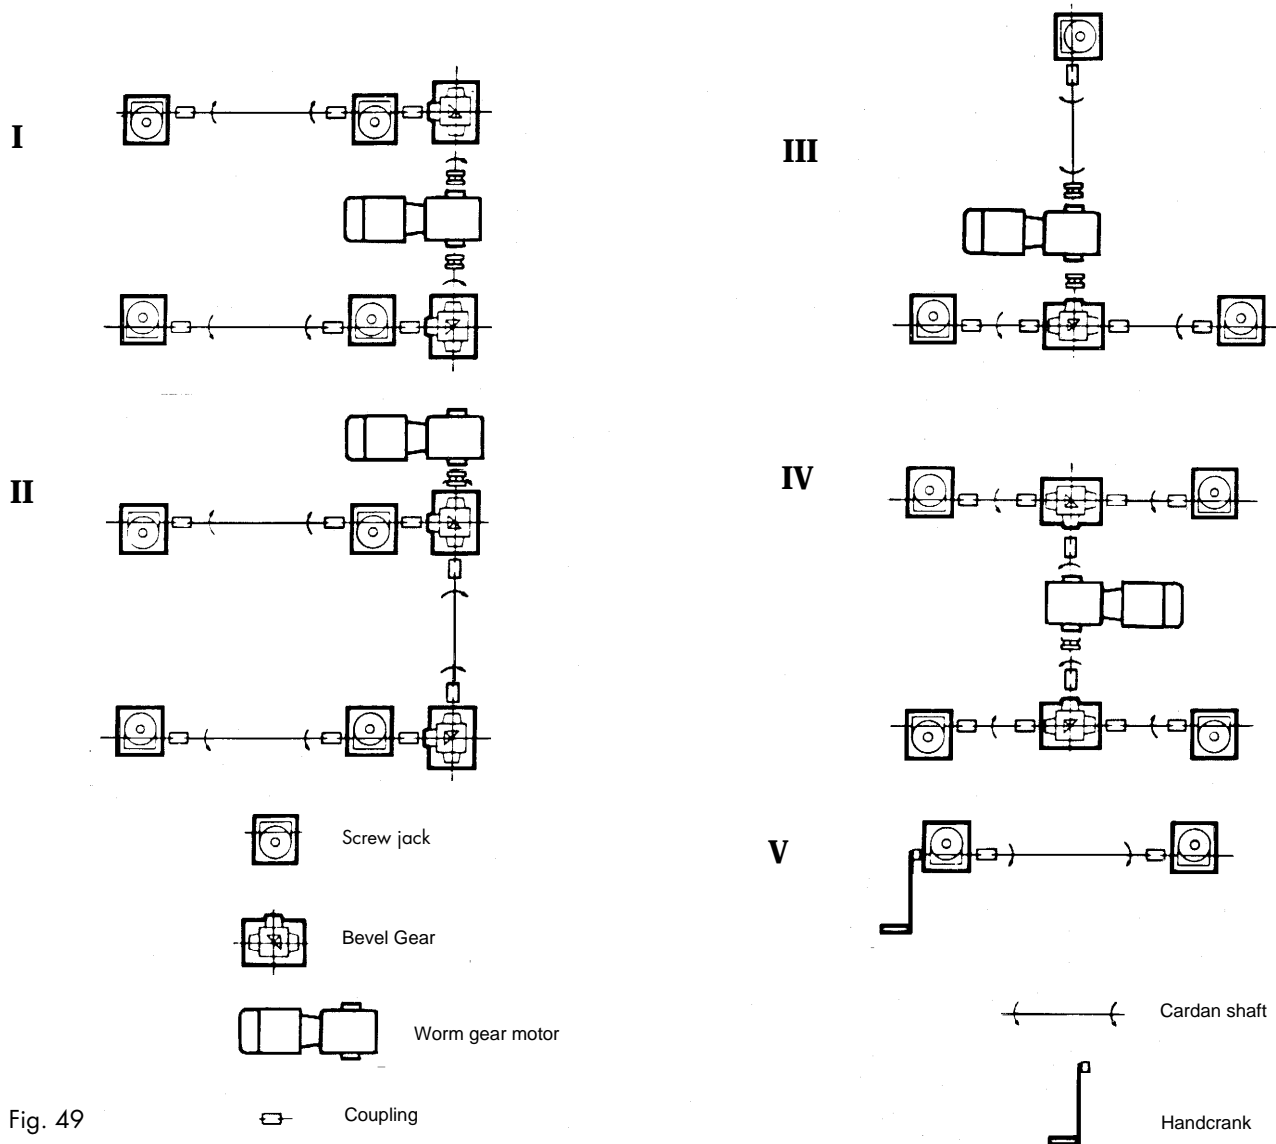 I
III
II
IV
V
Screw jack
Bevel Gear
Worm gear motor
Coupling
Cardan shaft
Handcrank
Fig. 49